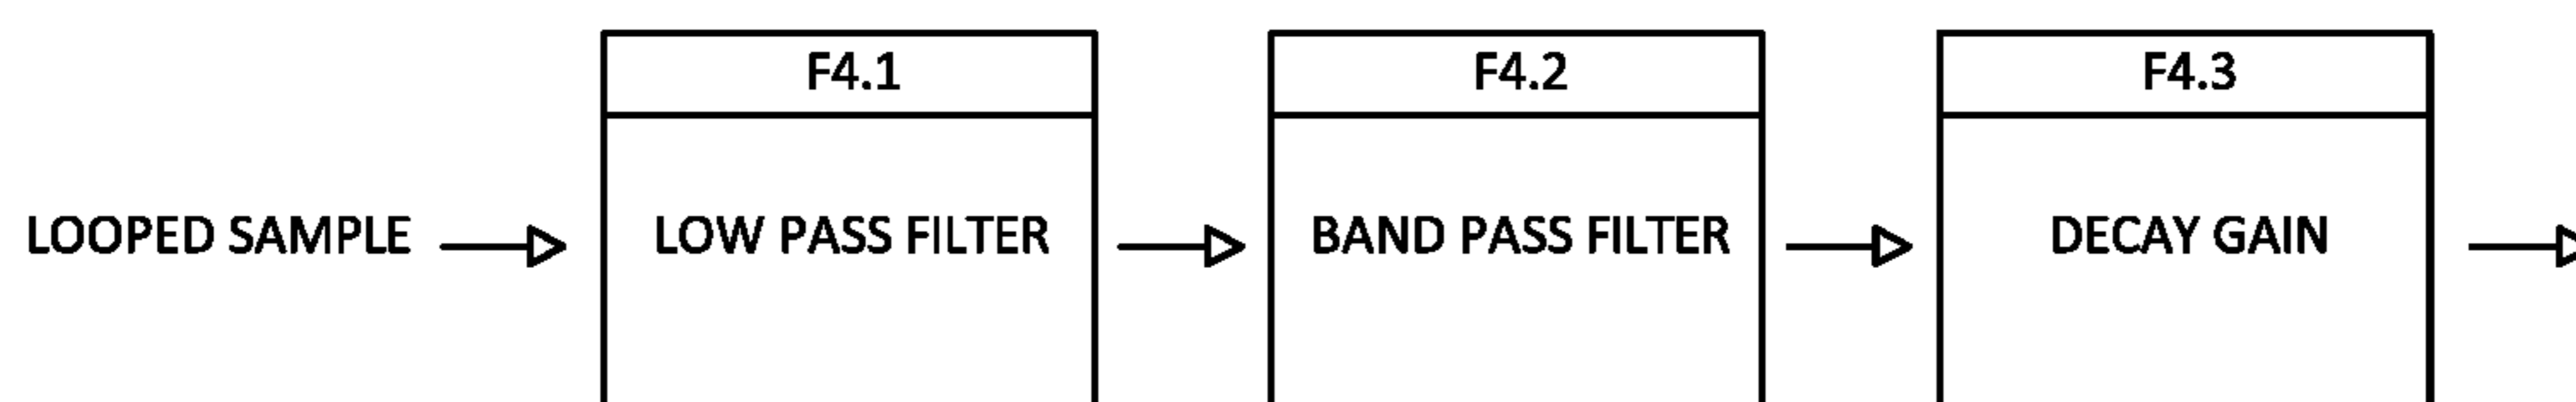 F4.1
F4.2
F4.3
LOOPED SAMPLE
LOW PASS FILTER
BAND PASS FILTER
DECAY GAIN